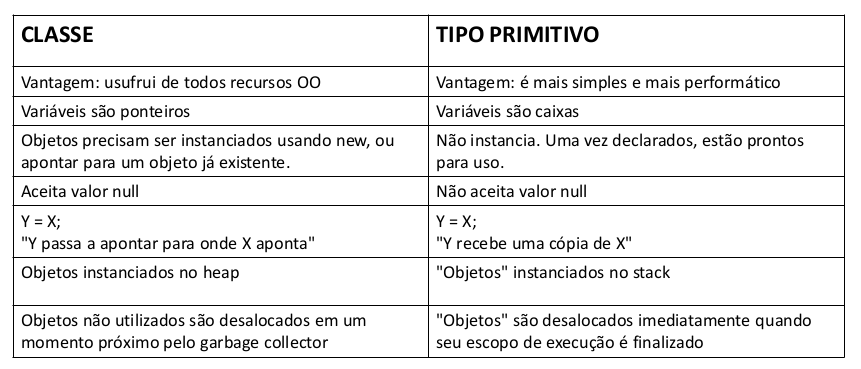 CLASSE
TIPO PRIMITIVO
Vantagem: usufrui de todos recursos OO
Vantagem: é mais simples e mais performático
Variáveis são ponteiros
Variáveis são caixas
Objetos precisam ser instanciados usando new, ou
apontar para um objeto já existente.
Não instancia. Uma vez declarados, estão prontos
para uso.
Aceita valor null
Não aceita valor null
Y = X;
"Y passa a apontar para onde X aponta"
Y = X;
"Y recebe uma cópia de X"
Objetos instanciados no heap
"Objetos" instanciados no stack
Objetos não utilizados são desalocados em um
momento próximo pelo garbage collector
"Objetos" são desalocados imediatamente quando
seu escopo de execução é finalizado